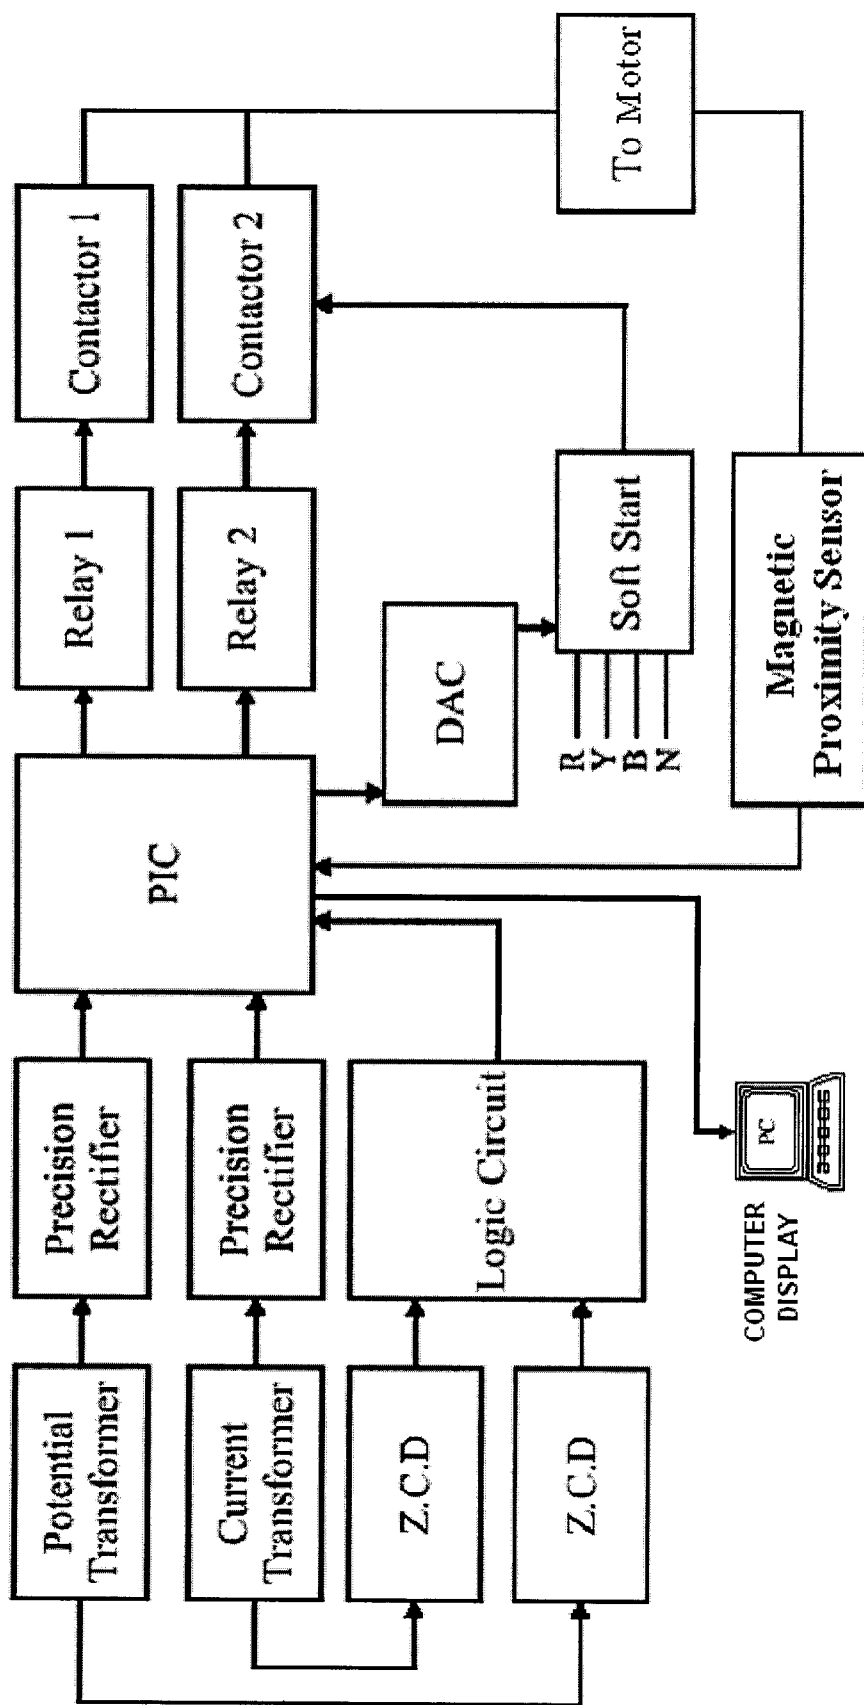 Potential
Transformer
Precision
Rectifier
PIC
Relay 1
Contactor 1
Current
Transformer
Precision
Rectifier
Relay 2
Contactor 2
Z.C.D
Logic Circuit
DAC
Z.C.D
R
Y
B
N
Soft Start
To Motor
PC
COMPUTER
DISPLAY
Magnetic
Proximity Sensor